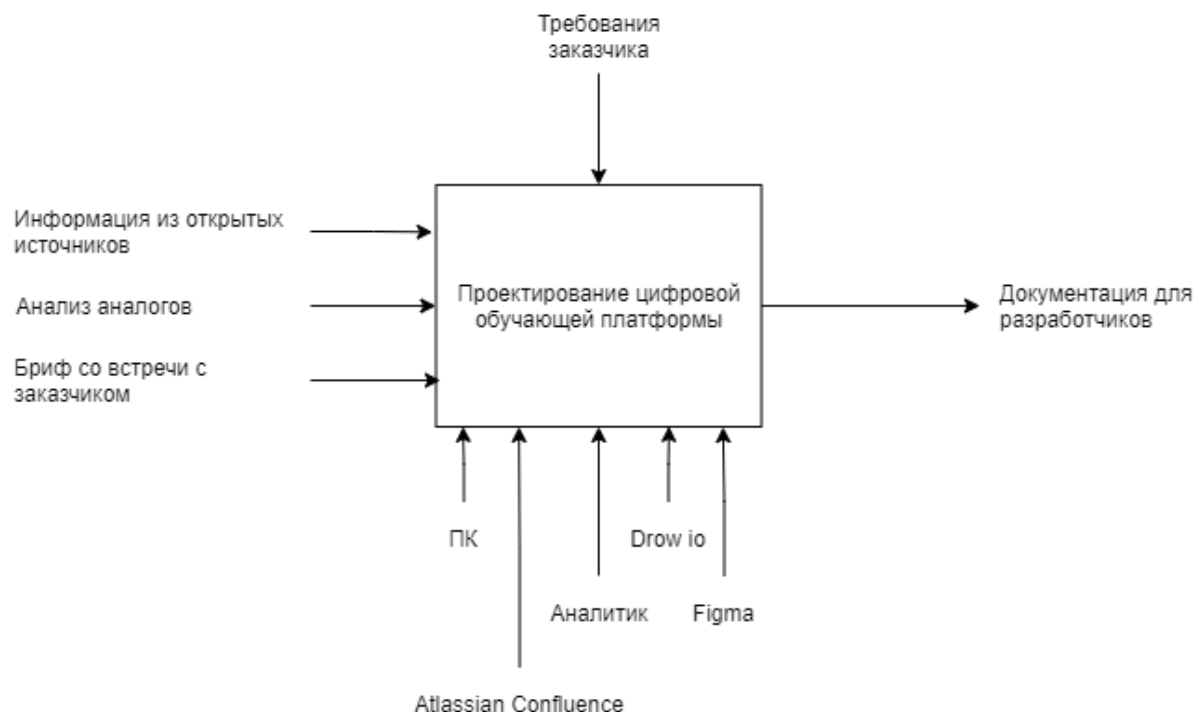 Требования
заказчика
Информация из открытых
источников
Анализ аналогов
Бриф со встречи с
заказчиком
Проектирование цифровой
обучающей платформы
Документация для
разработчиков
ПК
Drow io
Аналитик
Figma
Atlassian Confluence